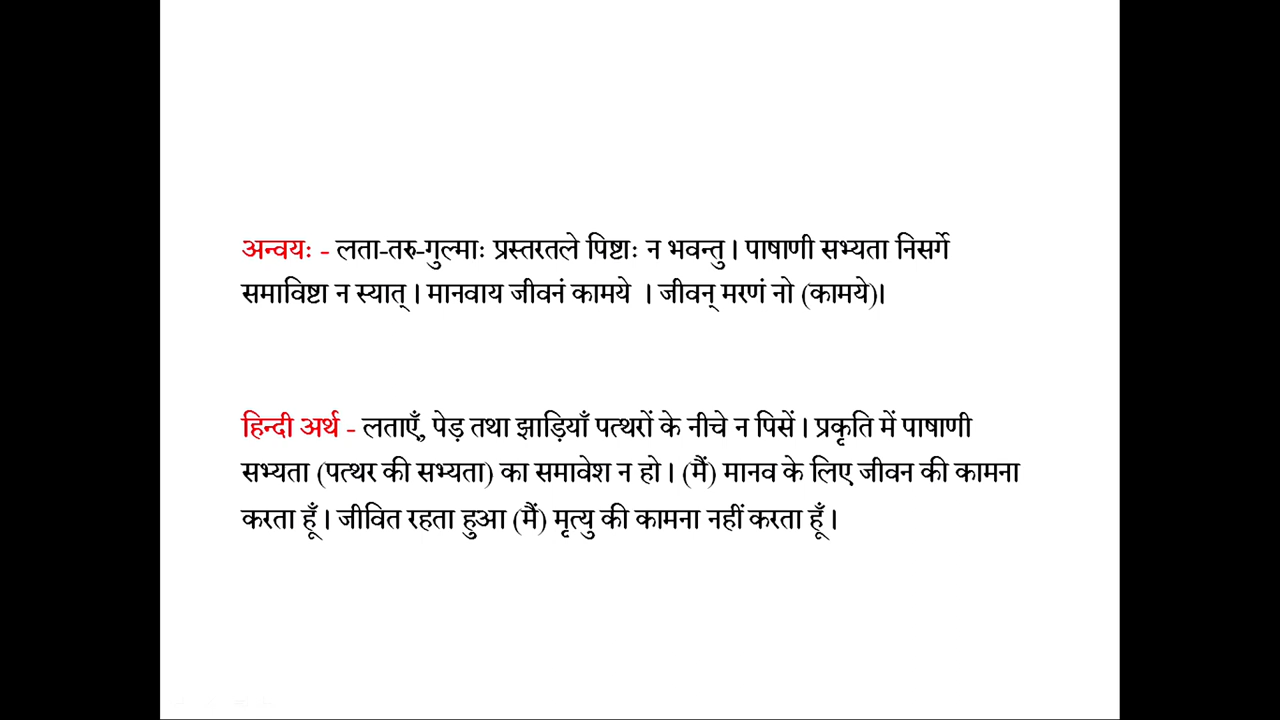 अन्वयः - लता-तरु-गुल्माः प्रस्तरतले पिष्टाः न भवन्तु। पाषाणी सभ्यता निसर्गे
समाविष्टा न स्यात्। मानवाय जीवनं कामये । जीवन् मरणं नो (कामये)।
हिन्दी अर्थ - लताएँ, पेड़ तथा झाड़ियाँ पत्थरों के नीचे न पिसें। प्रकृति में पाषाणी
सभ्यता (पत्थर की सभ्यता) का समावेश न हो। (मैं) मानव के लिए जीवन की कामना
करता हूँ। जीवित रहता हुआ (मैं) मृत्यु की कामना नहीं करता हूँ।